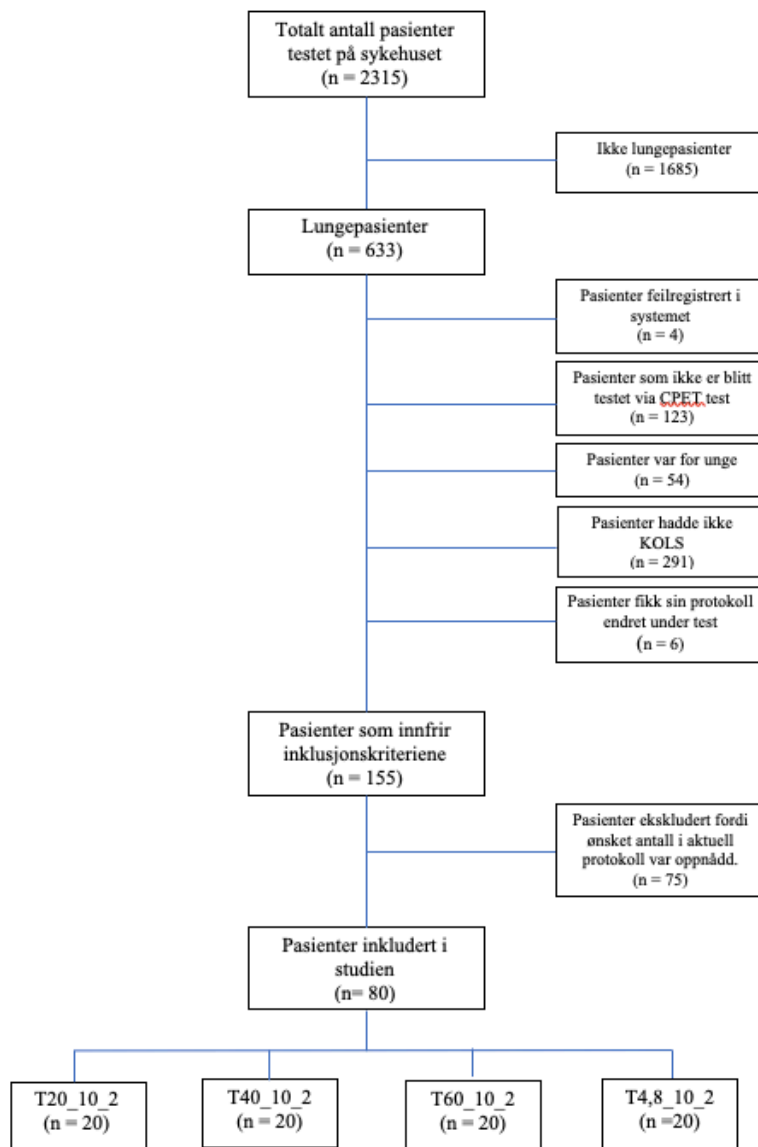 Totalt antall pasienter
testet på sykehuset
(n = 2315)
Ikke lungepasienter
(n = 1685)
Lungepasienter
(n = 633)
Pasienter feilregistrert i
systemet
(n = 4)
Pasienter som ikke er blitt
testet via CPET test
(n = 123)
Pasienter var for unge
(n = 54)
Pasienter hadde ikke
KOLS
(n = 291)
Pasienter fikk sin protokoll
endret under test
(n = 6)
Pasienter som innfrir
inklusjonskriteriene
(n = 155)
Pasienter ekskludert fordi
ønsket antall i aktuell
protokoll var oppnådd.
(n = 75)
Pasienter inkludert i
studien
(n= 80)
T20_10_2
(n = 20)
T40_10_2
(n = 20)
T60_10_2
(n = 20)
T4,8_10_2
(n =20)